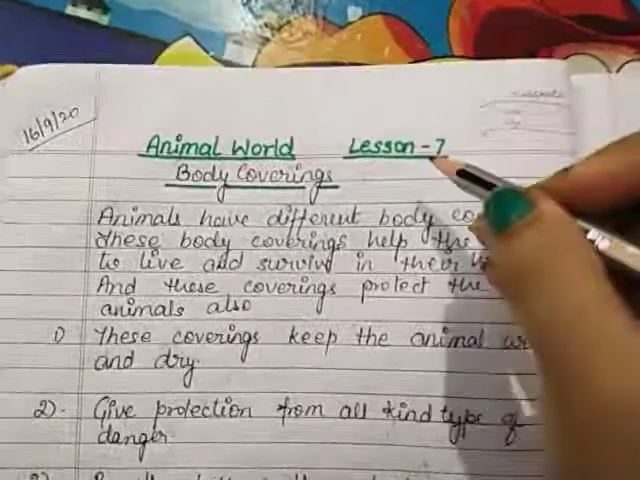 16/9/20
Animal World Lesson-7
Body Coverings
Animals have different body
these body coverings help the
to live and survive in their
And these coverings protect the
animals also
1) These coverings keep the animal
and dry.
2)- Give protection from all kind type of
danger